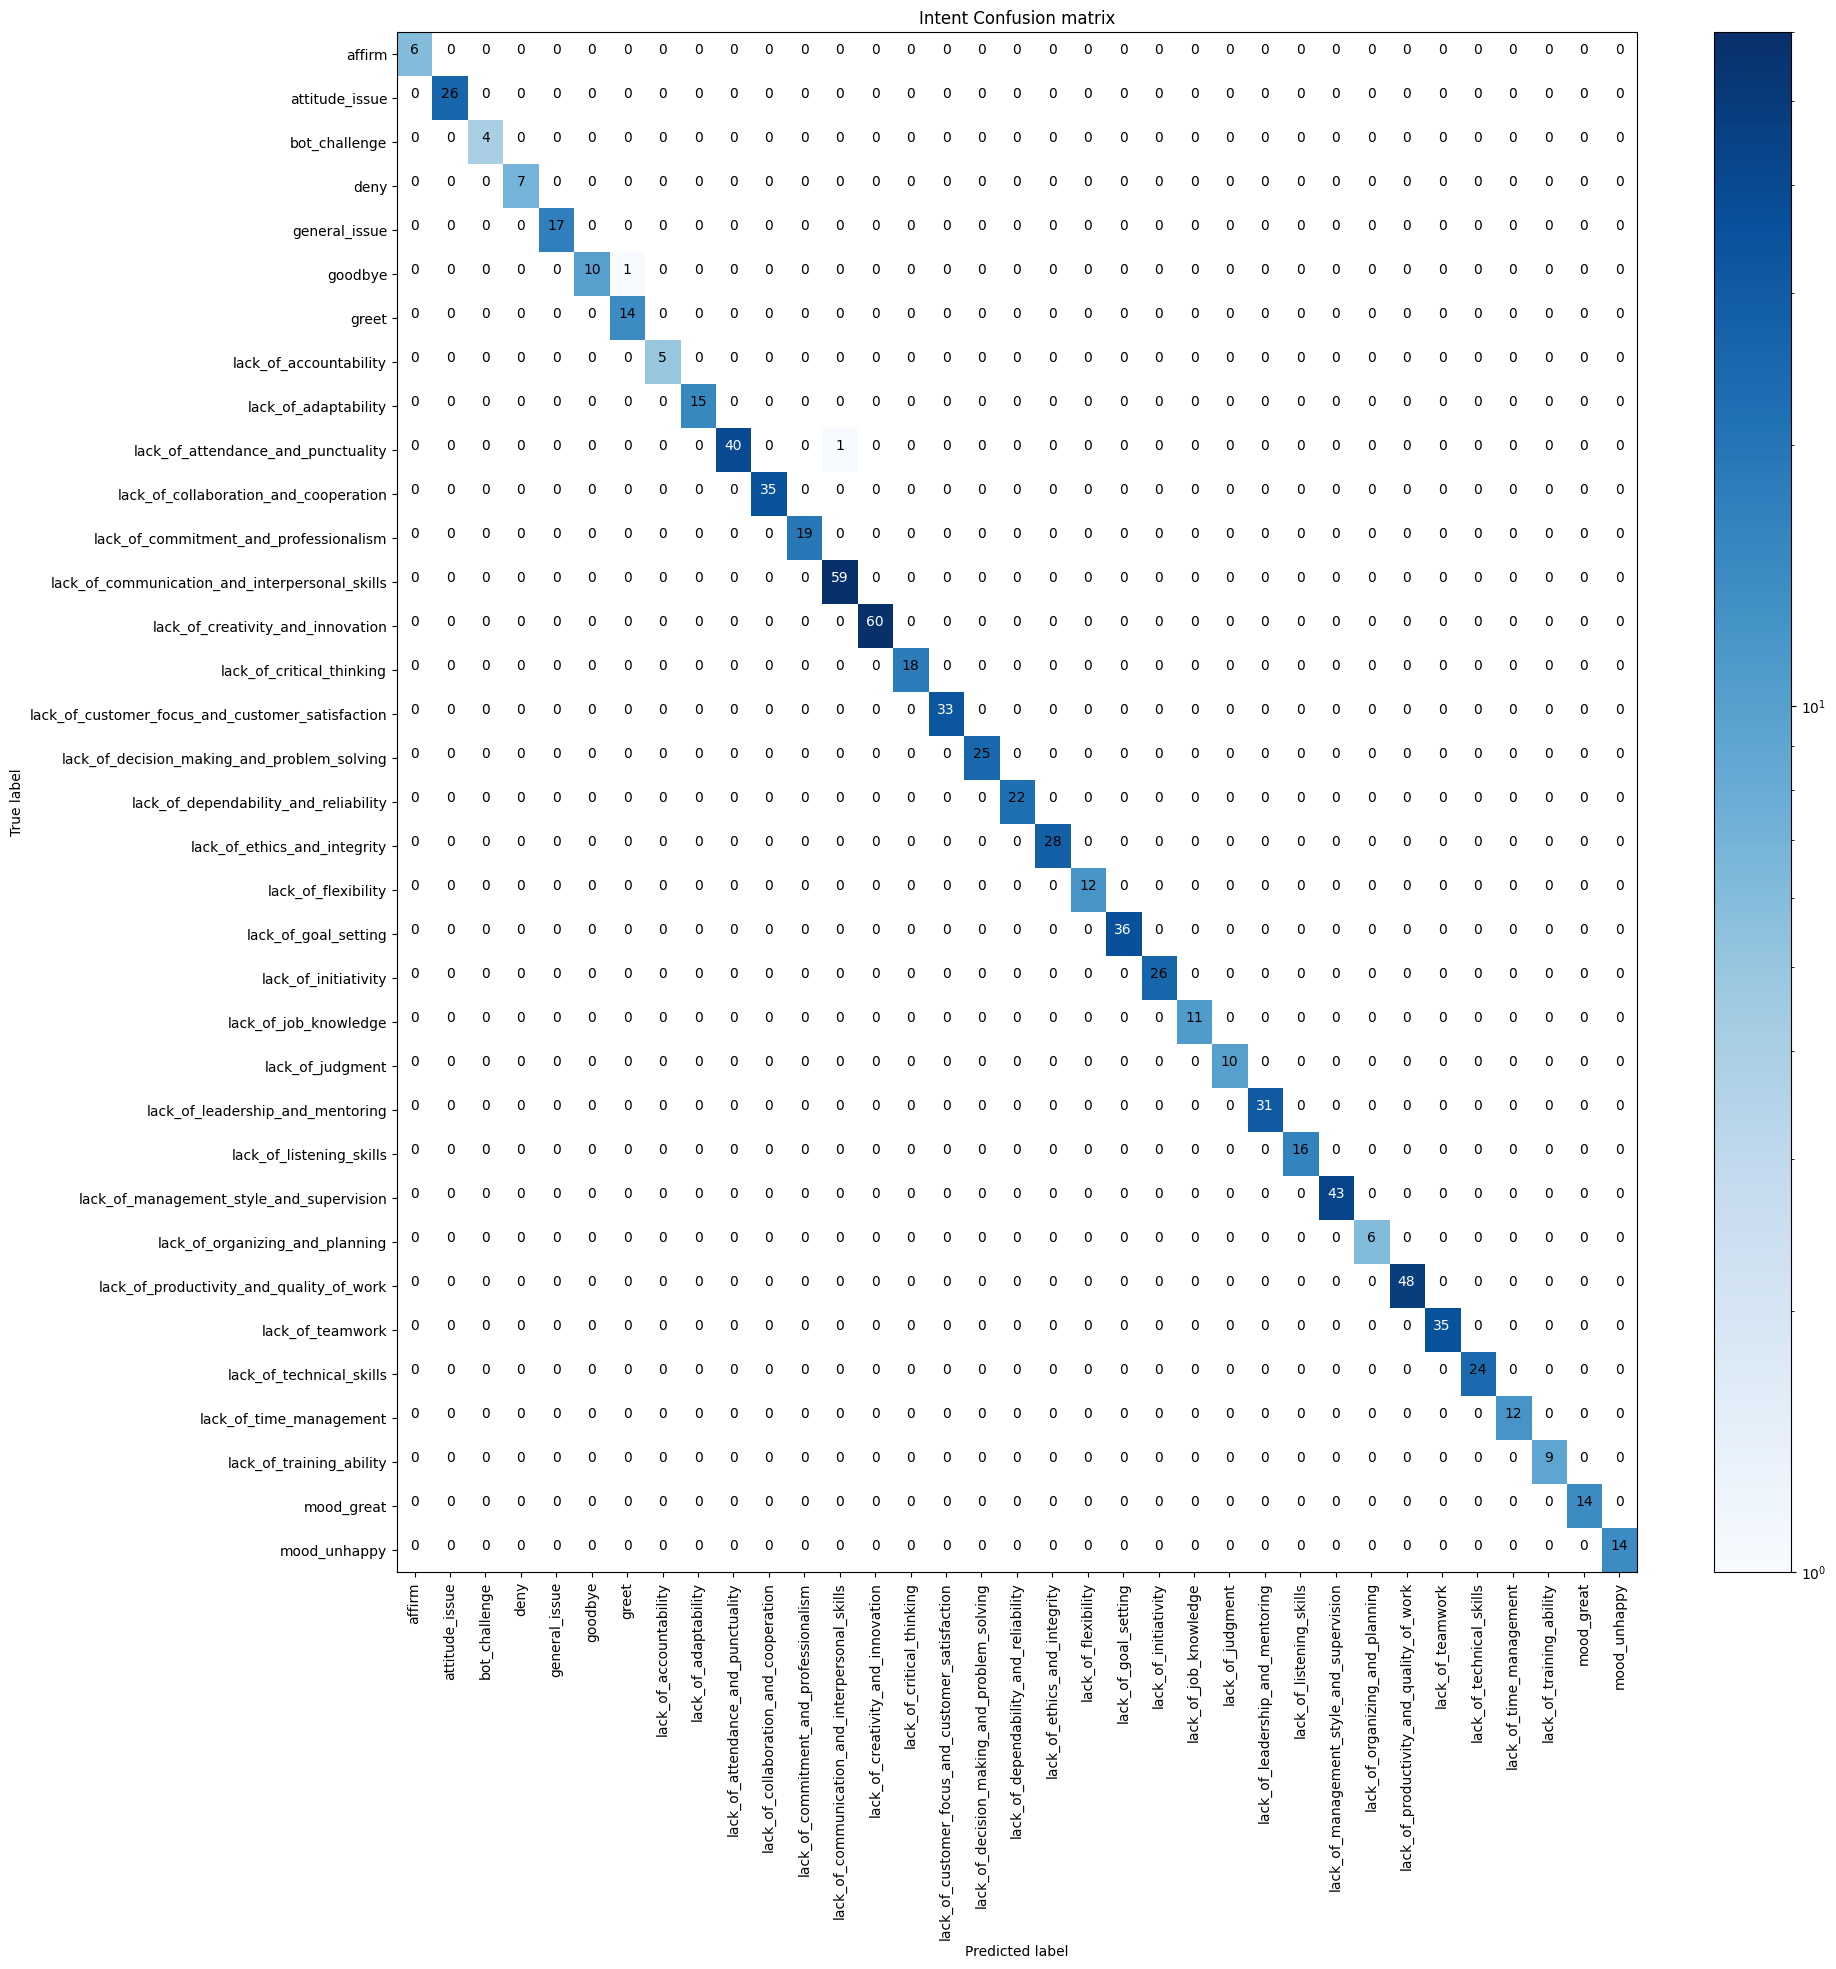 Intent Confusion matrix
True label
affirm 6 0 0 0 0 0 0 0 0 0 0 0 0 0 0 0 0 0 0 0 0 0 0 0 0 0 0 0 0 0 0 0 0 0 0
attitude_issue 0 26 0 0 0 0 0 0 0 0 0 0 0 0 0 0 0 0 0 0 0 0 0 0 0 0 0 0 0 0 0 0 0 0 0
bot_challenge 0 0 4 0 0 0 0 0 0 0 0 0 0 0 0 0 0 0 0 0 0 0 0 0 0 0 0 0 0 0 0 0 0 0 0
deny 0 0 0 7 0 0 0 0 0 0 0 0 0 0 0 0 0 0 0 0 0 0 0 0 0 0 0 0 0 0 0 0 0 0 0
general_issue 0 0 0 0 17 0 0 0 0 0 0 0 0 0 0 0 0 0 0 0 0 0 0 0 0 0 0 0 0 0 0 0 0 0 0
goodbye 0 0 0 0 0 10 1 0 0 0 0 0 0 0 0 0 0 0 0 0 0 0 0 0 0 0 0 0 0 0 0 0 0 0 0
greet 0 0 0 0 0 0 14 0 0 0 0 0 0 0 0 0 0 0 0 0 0 0 0 0 0 0 0 0 0 0 0 0 0 0 0
lack_of_accountability 0 0 0 0 0 0 0 5 0 0 0 0 0 0 0 0 0 0 0 0 0 0 0 0 0 0 0 0 0 0 0 0 0 0 0
lack_of_adaptability 0 0 0 0 0 0 0 0 15 0 0 0 0 0 0 0 0 0 0 0 0 0 0 0 0 0 0 0 0 0 0 0 0 0 0
lack_of_attendance_and_punctuality 0 0 0 0 0 0 0 0 0 40 0 0 1 0 0 0 0 0 0 0 0 0 0 0 0 0 0 0 0 0 0 0 0 0 0
lack_of_collaboration_and_cooperation 0 0 0 0 0 0 0 0 0 0 35 0 0 0 0 0 0 0 0 0 0 0 0 0 0 0 0 0 0 0 0 0 0 0 0
lack_of_commitment_and_professionalism 0 0 0 0 0 0 0 0 0 0 0 19 0 0 0 0 0 0 0 0 0 0 0 0 0 0 0 0 0 0 0 0 0 0 0
lack_of_communication_and_interpersonal_skills 0 0 0 0 0 0 0 0 0 0 0 0 59 0 0 0 0 0 0 0 0 0 0 0 0 0 0 0 0 0 0 0 0 0 0
lack_of_creativity_and_innovation 0 0 0 0 0 0 0 0 0 0 0 0 0 60 0 0 0 0 0 0 0 0 0 0 0 0 0 0 0 0 0 0 0 0 0
lack_of_critical_thinking 0 0 0 0 0 0 0 0 0 0 0 0 0 0 18 0 0 0 0 0 0 0 0 0 0 0 0 0 0 0 0 0 0 0 0
lack_of_customer_focus_and_customer_satisfaction 0 0 0 0 0 0 0 0 0 0 0 0 0 0 0 33 0 0 0 0 0 0 0 0 0 0 0 0 0 0 0 0 0 0 0
lack_of_decision_making_and_problem_solving 0 0 0 0 0 0 0 0 0 0 0 0 0 0 0 0 25 0 0 0 0 0 0 0 0 0 0 0 0 0 0 0 0 0 0
lack_of_dependability_and_reliability 0 0 0 0 0 0 0 0 0 0 0 0 0 0 0 0 0 22 0 0 0 0 0 0 0 0 0 0 0 0 0 0 0 0 0
lack_of_ethics_and_integrity 0 0 0 0 0 0 0 0 0 0 0 0 0 0 0 0 0 0 28 0 0 0 0 0 0 0 0 0 0 0 0 0 0 0 0
lack_of_flexibility 0 0 0 0 0 0 0 0 0 0 0 0 0 0 0 0 0 0 0 12 0 0 0 0 0 0 0 0 0 0 0 0 0 0 0
lack_of_goal_setting 0 0 0 0 0 0 0 0 0 0 0 0 0 0 0 0 0 0 0 0 36 0 0 0 0 0 0 0 0 0 0 0 0 0 0
lack_of_initiativity 0 0 0 0 0 0 0 0 0 0 0 0 0 0 0 0 0 0 0 0 0 26 0 0 0 0 0 0 0 0 0 0 0 0 0
lack_of_job_knowledge 0 0 0 0 0 0 0 0 0 0 0 0 0 0 0 0 0 0 0 0 0 0 11 0 0 0 0 0 0 0 0 0 0 0 0
lack_of_judgment 0 0 0 0 0 0 0 0 0 0 0 0 0 0 0 0 0 0 0 0 0 0 0 10 0 0 0 0 0 0 0 0 0 0 0
lack_of_leadership_and_mentoring 0 0 0 0 0 0 0 0 0 0 0 0 0 0 0 0 0 0 0 0 0 0 0 0 31 0 0 0 0 0 0 0 0 0 0
lack_of_listening_skills 0 0 0 0 0 0 0 0 0 0 0 0 0 0 0 0 0 0 0 0 0 0 0 0 0 16 0 0 0 0 0 0 0 0 0
lack_of_management_style_and_supervision 0 0 0 0 0 0 0 0 0 0 0 0 0 0 0 0 0 0 0 0 0 0 0 0 0 0 43 0 0 0 0 0 0 0 0
lack_of_organizing_and_planning 0 0 0 0 0 0 0 0 0 0 0 0 0 0 0 0 0 0 0 0 0 0 0 0 0 0 0 6 0 0 0 0 0 0 0
lack_of_productivity_and_quality_of_work 0 0 0 0 0 0 0 0 0 0 0 0 0 0 0 0 0 0 0 0 0 0 0 0 0 0 0 0 48 0 0 0 0 0 0
lack_of_teamwork 0 0 0 0 0 0 0 0 0 0 0 0 0 0 0 0 0 0 0 0 0 0 0 0 0 0 0 0 0 35 0 0 0 0 0
lack_of_technical_skills 0 0 0 0 0 0 0 0 0 0 0 0 0 0 0 0 0 0 0 0 0 0 0 0 0 0 0 0 0 0 24 0 0 0 0
lack_of_time_management 0 0 0 0 0 0 0 0 0 0 0 0 0 0 0 0 0 0 0 0 0 0 0 0 0 0 0 0 0 0 0 12 0 0 0
lack_of_training_ability 0 0 0 0 0 0 0 0 0 0 0 0 0 0 0 0 0 0 0 0 0 0 0 0 0 0 0 0 0 0 0 0 9 0 0
mood_great 0 0 0 0 0 0 0 0 0 0 0 0 0 0 0 0 0 0 0 0 0 0 0 0 0 0 0 0 0 0 0 0 0 14 0
mood_unhappy 0 0 0 0 0 0 0 0 0 0 0 0 0 0 0 0 0 0 0 0 0 0 0 0 0 0 0 0 0 0 0 0 0 0 14
affirm
attitude_issue
bot_challenge
deny
general_issue
goodbye
greet
lack_of_accountability
lack_of_adaptability
lack_of_attendance_and_punctuality
lack_of_collaboration_and_cooperation
lack_of_commitment_and_professionalism
lack_of_communication_and_interpersonal_skills
lack_of_creativity_and_innovation
lack_of_critical_thinking
lack_of_customer_focus_and_customer_satisfaction
lack_of_decision_making_and_problem_solving
lack_of_dependability_and_reliability
lack_of_ethics_and_integrity
lack_of_flexibility
lack_of_goal_setting
lack_of_initiativity
lack_of_job_knowledge
lack_of_judgment
lack_of_leadership_and_mentoring
lack_of_listening_skills
lack_of_management_style_and_supervision
lack_of_organizing_and_planning
lack_of_productivity_and_quality_of_work
lack_of_teamwork
lack_of_technical_skills
lack_of_time_management
lack_of_training_ability
mood_great
mood_unhappy
Predicted label
10¹
10⁰